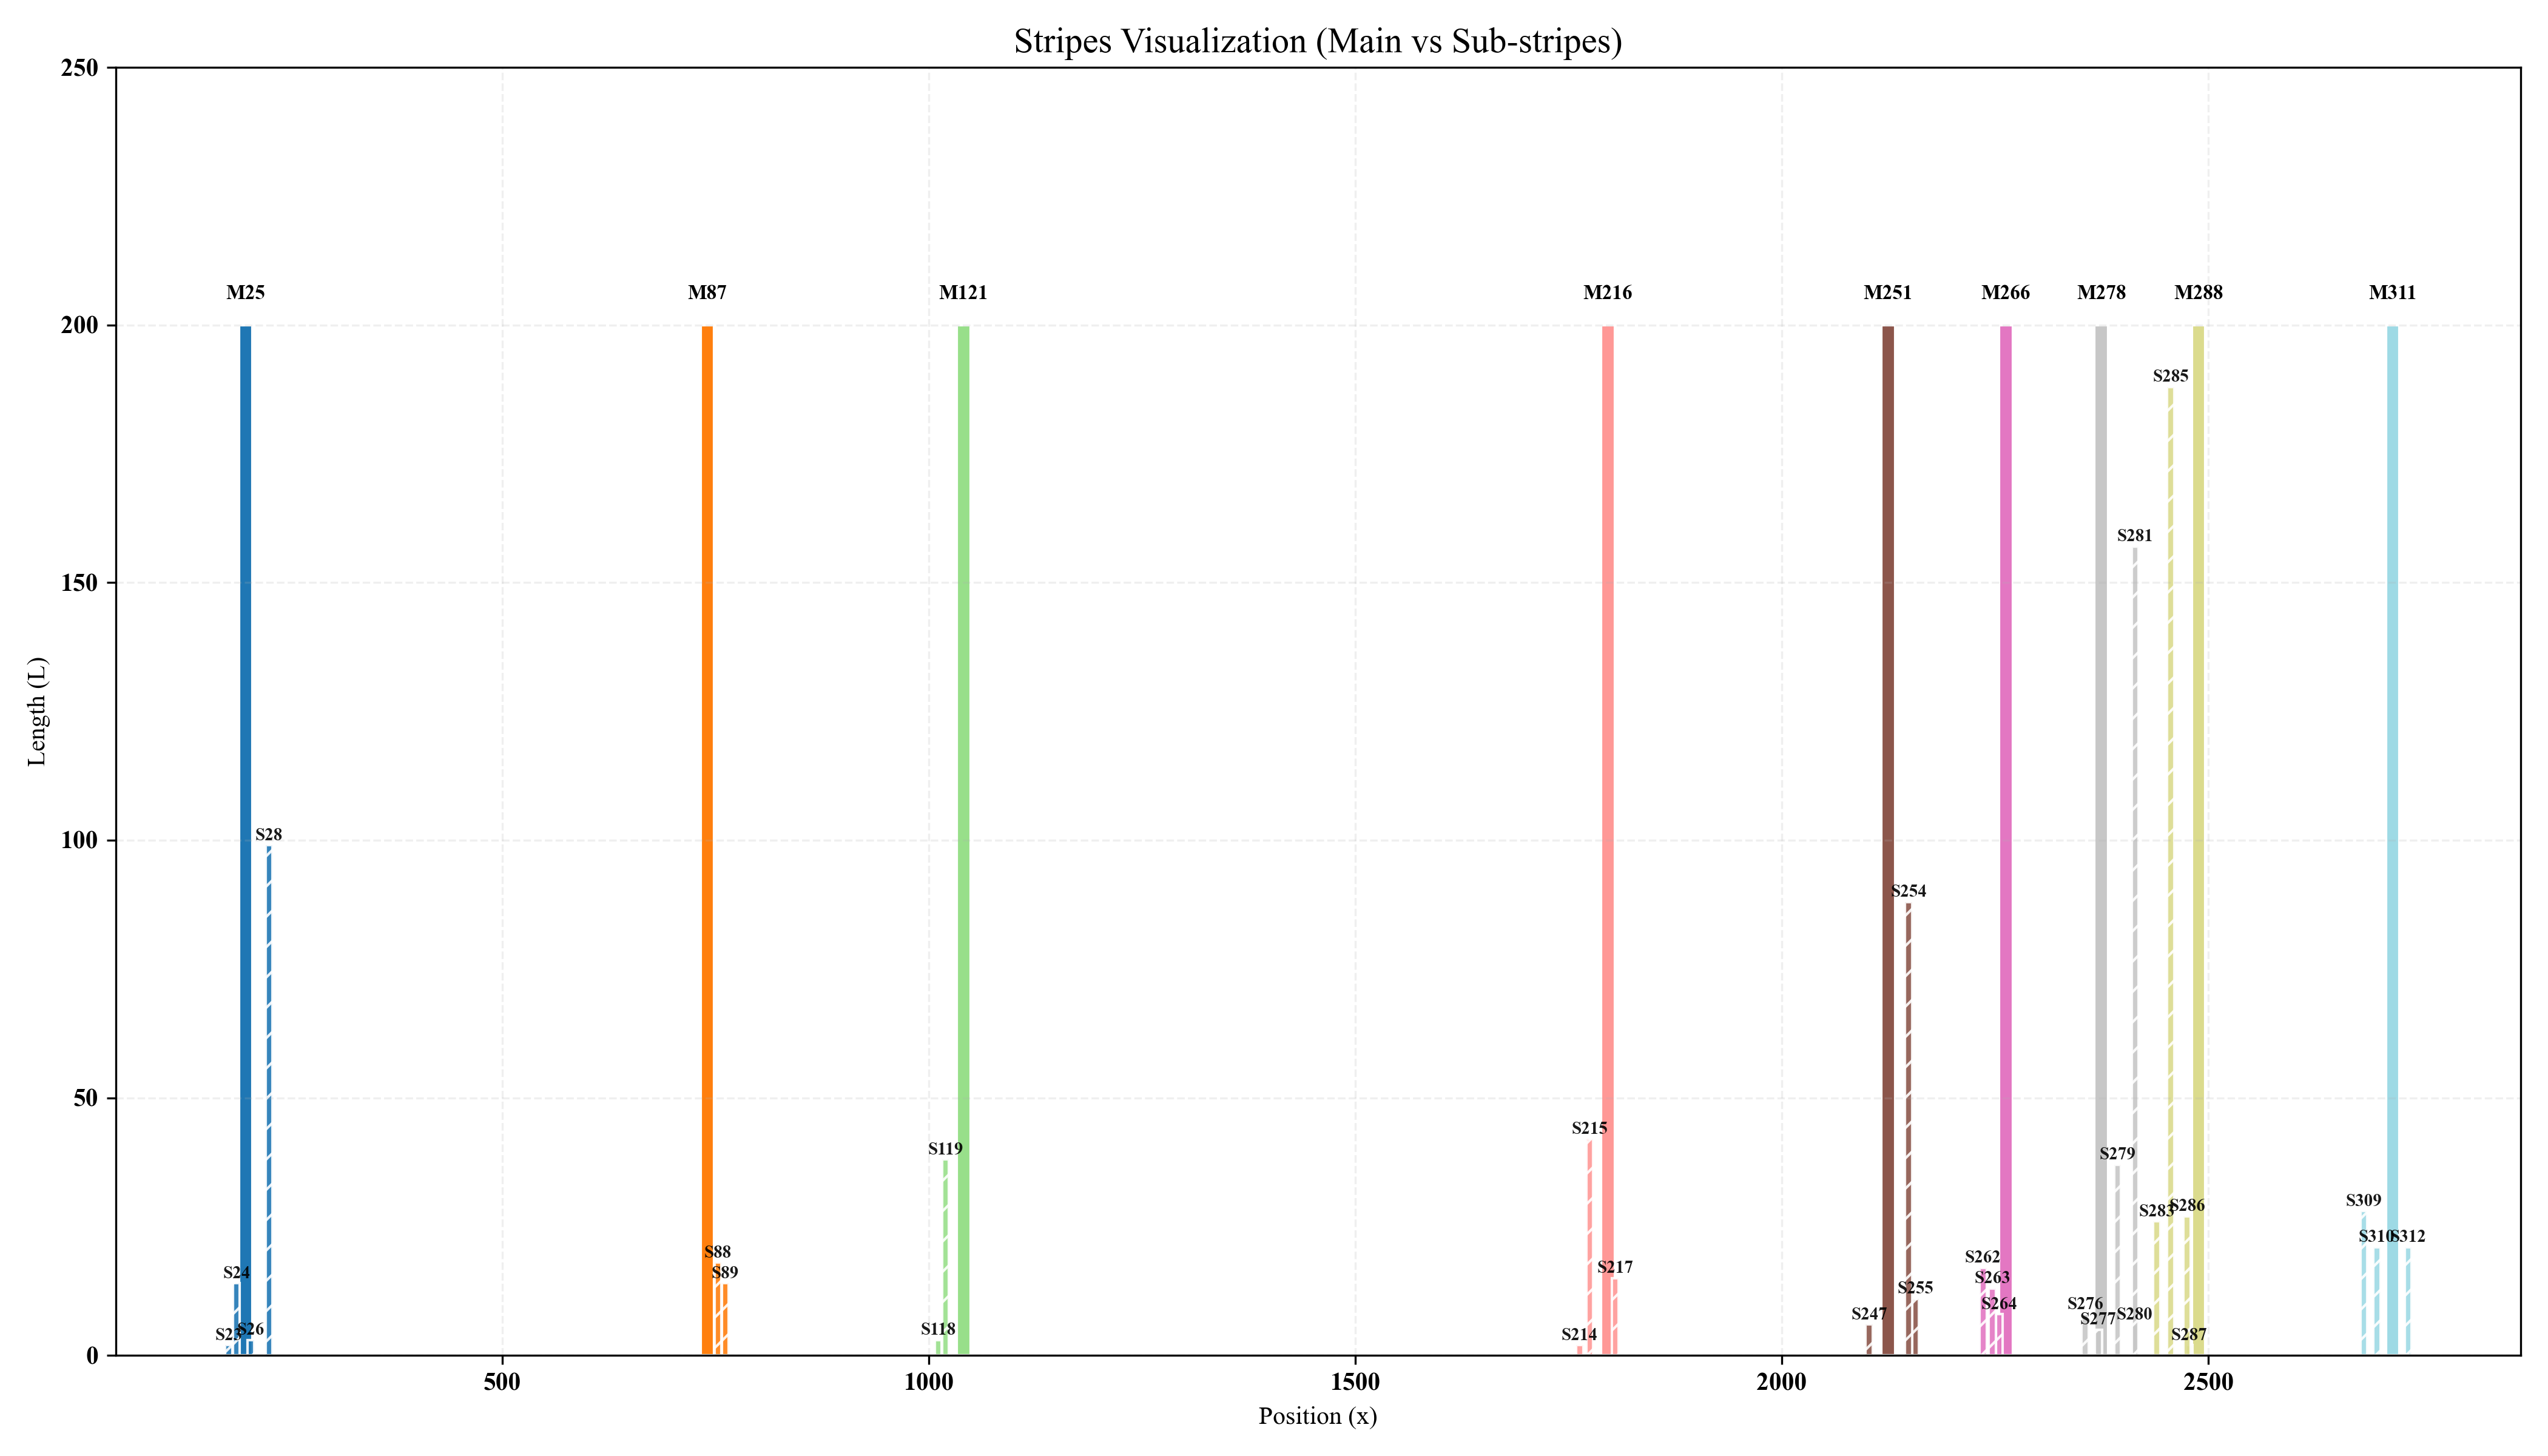 Stripes Visualization (Main vs Sub-stripes)
250
200
150
100
50
0
Length (L)
M25
M87
M121
M216
M251
M266
M278
M288
M311
S285
S281
S28
S254
S215
S119
S279
S309
S286
S283
S310
S312
S88
S262
S217
S24
S89
S263
S255
S264
S276
S247
S280
S277
S23
S26
S118
S214
S287
500
1000
1500
2000
2500
Position (x)